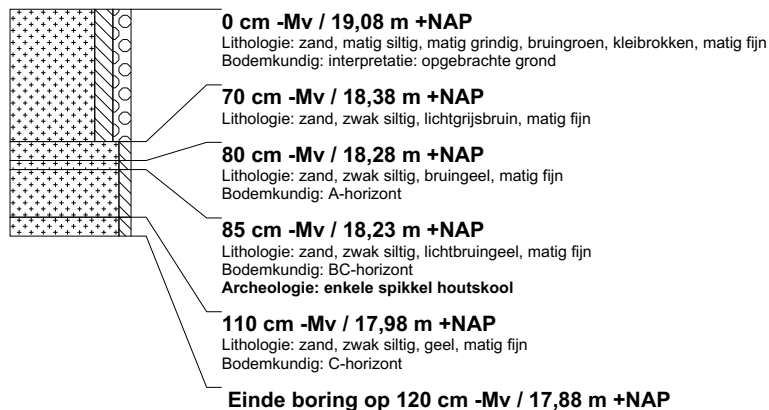 0 cm -Mv / 19,08 m +NAP
Lithologie: zand, matig siltig, matig grindig, bruingroen, kleibrokken, matig fijn
Bodemkundig: interpretatie: opgebrachte grond
70 cm -Mv / 18,38 m +NAP
Lithologie: zand, zwak siltig, lichtgrijsbruin, matig fijn
80 cm -Mv / 18,28 m +NAP
Lithologie: zand, zwak siltig, bruingeel, matig fijn
Bodemkundig: A-horizont
85 cm -Mv / 18,23 m +NAP
Lithologie: zand, zwak siltig, lichtbruingeel, matig fijn
Bodemkundig: BC-horizont
Archeologie: enkele spikkel houtskool
110 cm -Mv / 17,98 m +NAP
Lithologie: zand, zwak siltig, geel, matig fijn
Bodemkundig: C-horizont
Einde boring op 120 cm -Mv / 17,88 m +NAP